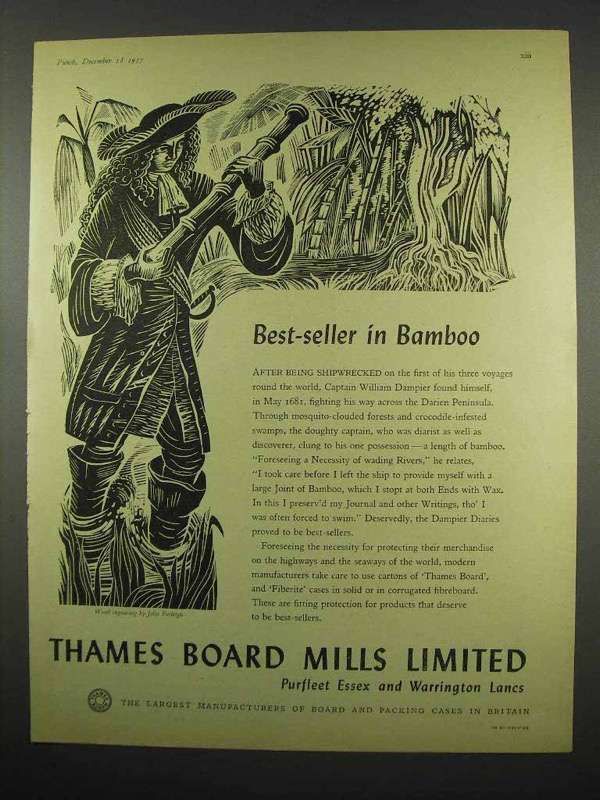 Punch, December 11 1957
Best-seller in Bamboo
AFTER BEING SHIPWRECKED on the first of his three voyages
round the world, Captain William Dampier found himself,
in May 1681, fighting his way across the Darien Peninsula.
Through mosquito-clouded forests and crocodile-infested
swamps, the doughty captain, who was diarist as well as
discoverer, clung to his one possession — a length of bamboo.
"Foreseeing a Necessity of wading Rivers," he relates,
"I took care before I left the ship to provide myself with a
large Joint of Bamboo, which I stopt at both Ends with Wax.
In this I preserv'd my Journal and other Writings, tho' I
was often forced to swim." Deservedly, the Dampier Diaries
proved to be best-sellers.
Foreseeing the necessity for protecting their merchandise
on the highways and the seaways of the world, modern
manufacturers take care to use cartons of 'Thames Board',
and 'Fiberite' cases in solid or in corrugated fibreboard.
These are fitting protection for products that deserve
to be best-sellers.
Wood engraving by John Farleigh
THAMES BOARD MILLS LIMITED
Purfleet Essex and Warrington Lancs
THE LARGEST MANUFACTURERS OF BOARD AND PACKING CASES IN BRITAIN